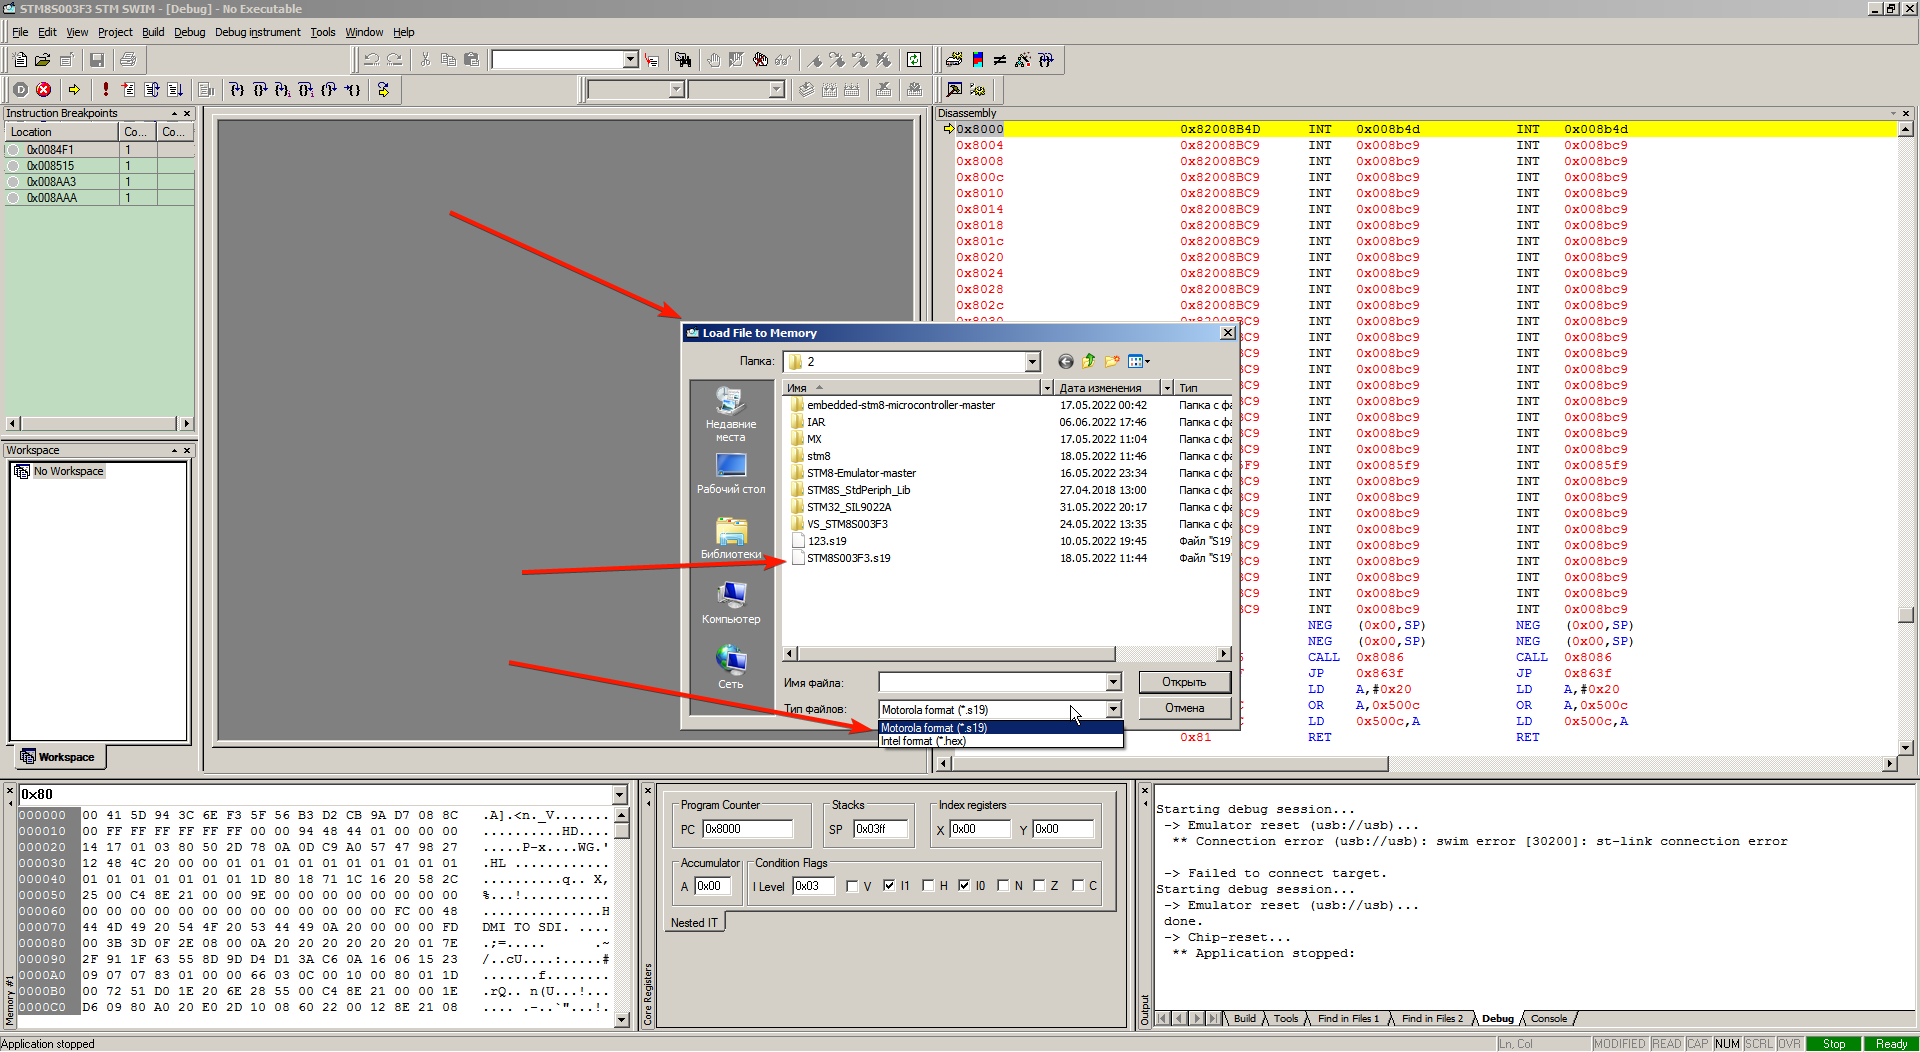 STM8S003F3 STM SWIM - [Debug] - No Executable
File Edit View Project Build Debug Debug instrument Tools Window Help
Instruction Breakpoints
Location Co... Co...
0x0084F1 1
0x008515 1
0x008AA3 1
0x008AAA 1
Workspace
No Workspace
Workspace
Disassembly
0x8000 0x82008B4D INT 0x008b4d INT 0x008b4d
0x8004 0x82008BC9 INT 0x008bc9 INT 0x008bc9
0x8008 0x82008BC9 INT 0x008bc9 INT 0x008bc9
0x800c 0x82008BC9 INT 0x008bc9 INT 0x008bc9
0x8010 0x82008BC9 INT 0x008bc9 INT 0x008bc9
0x8014 0x82008BC9 INT 0x008bc9 INT 0x008bc9
0x8018 0x82008BC9 INT 0x008bc9 INT 0x008bc9
0x801c 0x82008BC9 INT 0x008bc9 INT 0x008bc9
0x8020 0x82008BC9 INT 0x008bc9 INT 0x008bc9
0x8024 0x82008BC9 INT 0x008bc9 INT 0x008bc9
0x8028 0x82008BC9 INT 0x008bc9 INT 0x008bc9
0x802c 0x82008BC9 INT 0x008bc9 INT 0x008bc9
INT 0x008bc9 INT 0x008bc9
C9 INT 0x008bc9 INT 0x008bc9
C9 INT 0x008bc9 INT 0x008bc9
C9 INT 0x008bc9 INT 0x008bc9
C9 INT 0x008bc9 INT 0x008bc9
C9 INT 0x008bc9 INT 0x008bc9
C9 INT 0x008bc9 INT 0x008bc9
C9 INT 0x008bc9 INT 0x008bc9
C9 INT 0x008bc9 INT 0x008bc9
F9 INT 0x0085f9 INT 0x0085f9
C9 INT 0x008bc9 INT 0x008bc9
C9 INT 0x008bc9 INT 0x008bc9
C9 INT 0x008bc9 INT 0x008bc9
C9 INT 0x008bc9 INT 0x008bc9
C9 INT 0x008bc9 INT 0x008bc9
C9 INT 0x008bc9 INT 0x008bc9
C9 INT 0x008bc9 INT 0x008bc9
C9 INT 0x008bc9 INT 0x008bc9
C9 INT 0x008bc9 INT 0x008bc9
NEG (0x00,SP) NEG (0x00,SP)
NEG (0x00,SP) NEG (0x00,SP)
CALL 0x8086 CALL 0x8086
JP 0x863f JP 0x863f
LD A,#0x20 LD A,#0x20
OR A,0x500c OR A,0x500c
LD 0x500c,A LD 0x500c,A
0x81 RET RET
Load File to Memory
Папка: 2
Недавние места
Рабочий стол
Библиотеки
Компьютер
Сеть
Имя Дата изменения Тип
embedded-stm8-microcontroller-master 17.05.2022 00:42 Папка с фа
IAR 06.06.2022 17:46 Папка с фа
MX 17.05.2022 11:04 Папка с фа
stm8 18.05.2022 11:46 Папка с фа
STM8-Emulator-master 16.05.2022 23:34 Папка с фа
STM8S_StdPeriph_Lib 27.04.2018 13:00 Папка с фа
STM32_SIL9022A 31.05.2022 20:17 Папка с фа
VS_STM8S003F3 24.05.2022 13:35 Папка с фа
123.s19 10.05.2022 19:45 Файл "S19"
STM8S003F3.s19 18.05.2022 11:44 Файл "S19"
Имя файла: Открыть
Тип файлов: Motorola format (*.s19) Отмена
Motorola format (*.s19)
Intel format (*.hex)
0x80
000000 00 41 5D 94 3C 6E F3 5F 56 B3 D2 CB 9A D7 08 8C .A].<n._V.......
000010 00 FF FF FF FF FF FF 00 00 94 48 44 01 00 00 00 ..........HD....
000020 14 17 01 03 80 50 2D 78 0A 0D C9 A0 57 47 98 27 .....P-x....WG.'
000030 12 48 4C 20 00 00 01 01 01 01 01 01 01 01 01 01 .HL ............
000040 01 01 01 01 01 01 1D 80 18 71 1C 16 20 58 2C .........q.. X,
000050 25 00 C4 8E 21 00 00 9E 00 00 00 00 00 00 00 00 %...!...........
000060 00 00 00 00 00 00 00 00 00 00 00 00 00 FC 00 48 ...............H
000070 44 4D 49 20 54 4F 20 53 44 49 0A 20 00 00 00 FD DMI TO SDI. ....
000080 00 3B 3D 0F 2E 08 00 0A 20 20 20 20 20 20 01 7E .;=..... .~
000090 2F 91 1F 63 55 8D 9D D4 D1 3A C6 0A 16 06 15 23 /..cU....:.....#
0000A0 09 07 07 83 01 00 00 66 03 0C 00 10 00 80 01 1D .......f........
0000B0 00 72 51 D0 1E 20 6E 28 55 00 C4 8E 21 00 00 1E .rQ.. n(U...!...
0000C0 D6 09 80 A0 20 E0 2D 10 08 60 22 00 12 8E 21 08 .... .-..`"...!.
Memory #1
Program Counter
PC 0x8000
Stacks
SP 0x03ff
Index registers
X 0x00 Y 0x00
Accumulator
A 0x00
Condition Flags
I Level 0x03 V I1 H I0 N Z C
Nested IT
Core Registers
Starting debug session...
-> Emulator reset (usb://usb)...
** Connection error (usb://usb): swim error [30200]: st-link connection error
-> Failed to connect target.
Starting debug session...
-> Emulator reset (usb://usb)...
done.
-> Chip-reset...
** Application stopped:
Output
Build Tools Find in Files 1 Find in Files 2 Debug Console
Application stopped Ln, Col MODIFIED READ CAP NUM SCRL OVR Stop Ready